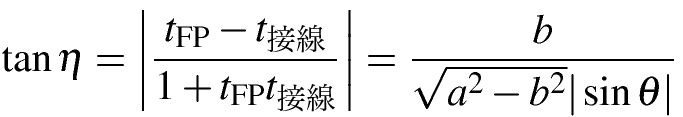 tan η = | (t_FP − t_接線) / (1 + t_FP t_接線) | = b / (√(a² − b²) |sin θ|)